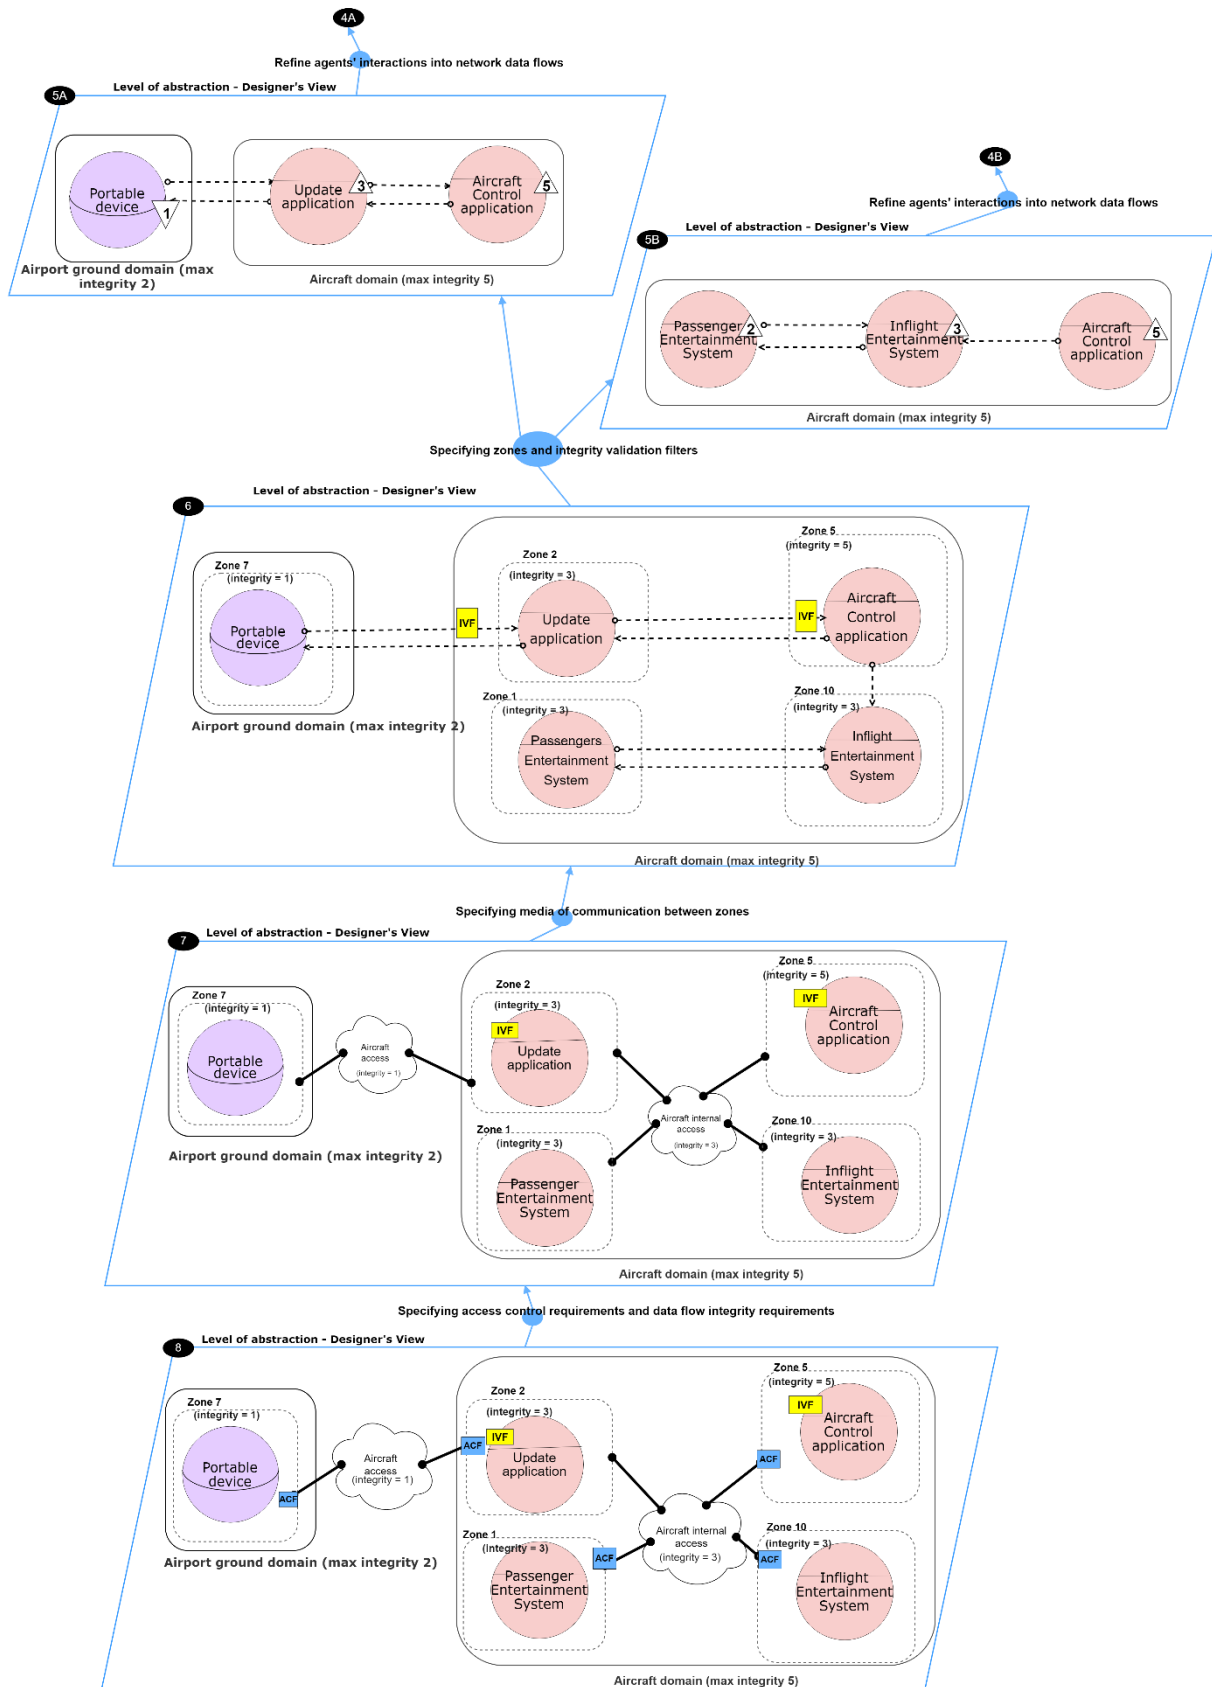 4A
Refine agents' interactions into network data flows
Level of abstraction - Designer's View
5A
Portable
device
1
Update
application
3
Aircraft
Control
application
5
Airport ground domain (max
integrity 2)
Aircraft domain (max integrity 5)
4B
Refine agents' interactions into network data flows
Level of abstraction - Designer's View
5B
Passenger
Entertainment
System
2
Inflight
Entertainment
System
3
Aircraft
Control
application
5
Aircraft domain (max integrity 5)
Specifying zones and integrity validation filters
Level of abstraction - Designer's View
6
Zone 7
(integrity = 1)
Portable
device
Airport ground domain (max integrity 2)
Zone 2
(integrity = 3)
IVF
Update
application
Zone 5
(integrity = 5)
IVF
Aircraft
Control
application
Zone 1
(integrity = 3)
Passengers
Entertainment
System
Zone 10
(integrity = 3)
Inflight
Entertainment
System
Aircraft domain (max integrity 5)
Specifying media of communication between zones
Level of abstraction - Designer's View
7
Zone 7
(integrity = 1)
Portable
device
Airport ground domain (max integrity 2)
Aircraft
access
(integrity = 1)
Zone 2
(integrity = 3)
IVF
Update
application
Zone 5
(integrity = 5)
IVF
Aircraft
Control
application
Aircraft internal
access
(integrity = 3)
Zone 1
(integrity = 3)
Passenger
Entertainment
System
Zone 10
(integrity = 3)
Inflight
Entertainment
System
Aircraft domain (max integrity 5)
Specifying access control requirements and data flow integrity requirements
Level of abstraction - Designer's View
8
Zone 7
(integrity = 1)
Portable
device
ACF
Airport ground domain (max integrity 2)
Aircraft
access
(integrity = 1)
Zone 2
(integrity = 3)
ACF
IVF
Update
application
Zone 5
(integrity = 5)
IVF
Aircraft
Control
application
ACF
Aircraft internal
access
(integrity = 3)
Zone 1
(integrity = 3)
ACF
Passenger
Entertainment
System
Zone 10
(integrity = 3)
ACF
Inflight
Entertainment
System
Aircraft domain (max integrity 5)